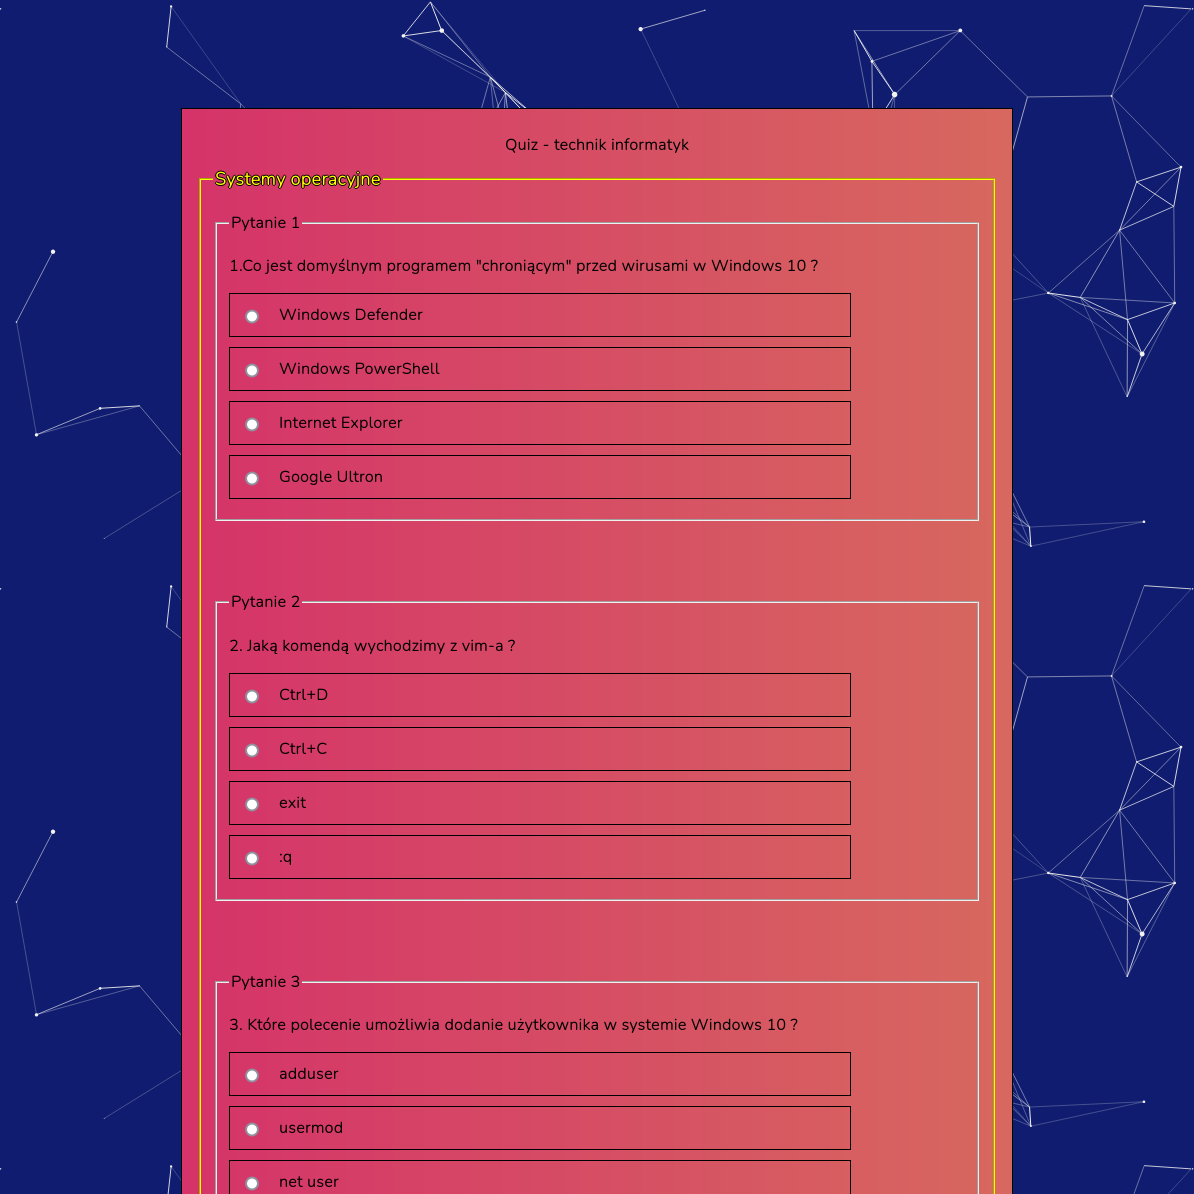 Quiz - technik informatyk
Systemy operacyjne
Pytanie 1
1.Co jest domyślnym programem "chroniącym" przed wirusami w Windows 10 ?
Windows Defender
Windows PowerShell
Internet Explorer
Google Ultron
Pytanie 2
2. Jaką komendą wychodzimy z vim-a ?
Ctrl+D
Ctrl+C
exit
:q
Pytanie 3
3. Które polecenie umożliwia dodanie użytkownika w systemie Windows 10 ?
adduser
usermod
net user